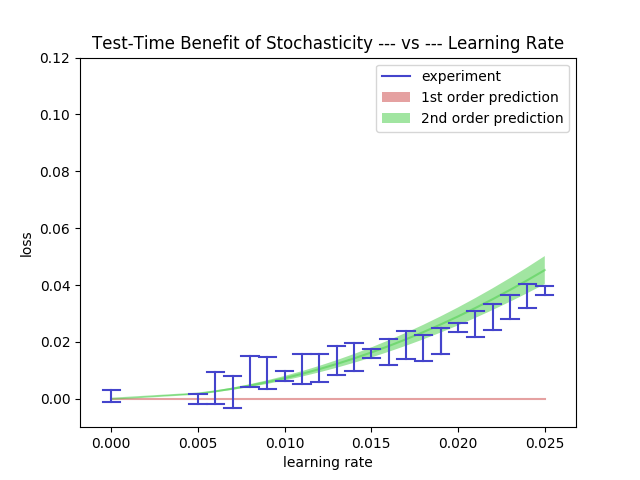 Test-Time Benefit of Stochasticity --- vs --- Learning Rate
experiment
1st order prediction
2nd order prediction
0.12
0.10
0.08
0.06
0.04
0.02
0.00
loss
0.000 0.005 0.010 0.015 0.020 0.025
learning rate